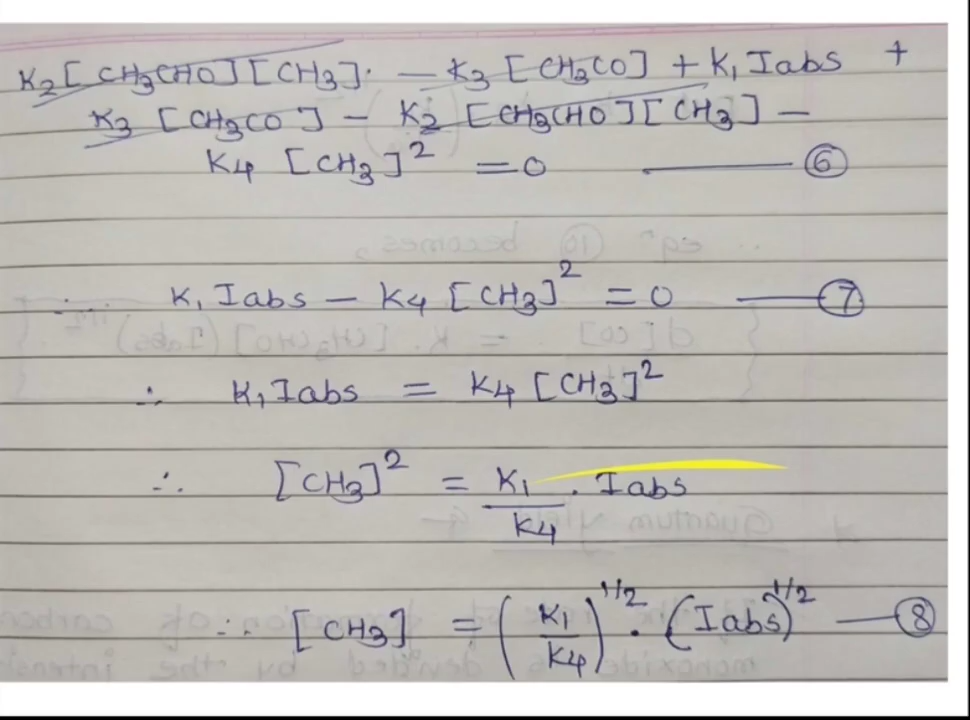 K₂[CH₃CHO][CH₃]· – K₃ [CH₃CO] + K₁ Iabs +
K₃ [CH₃CO] – K₂ [CH₃CHO][CH₃] –
K₄ [CH₃]² = 0 ——— ⑥
∴ K₁ Iabs – K₄ [CH₃]² = 0 —— ⑦
∴ K₁ Iabs = K₄ [CH₃]²
∴ [CH₃]² = K₁/K₄ · Iabs
∴ [CH₃] = (K₁/K₄)^1/2 · (Iabs)^1/2 —— ⑧